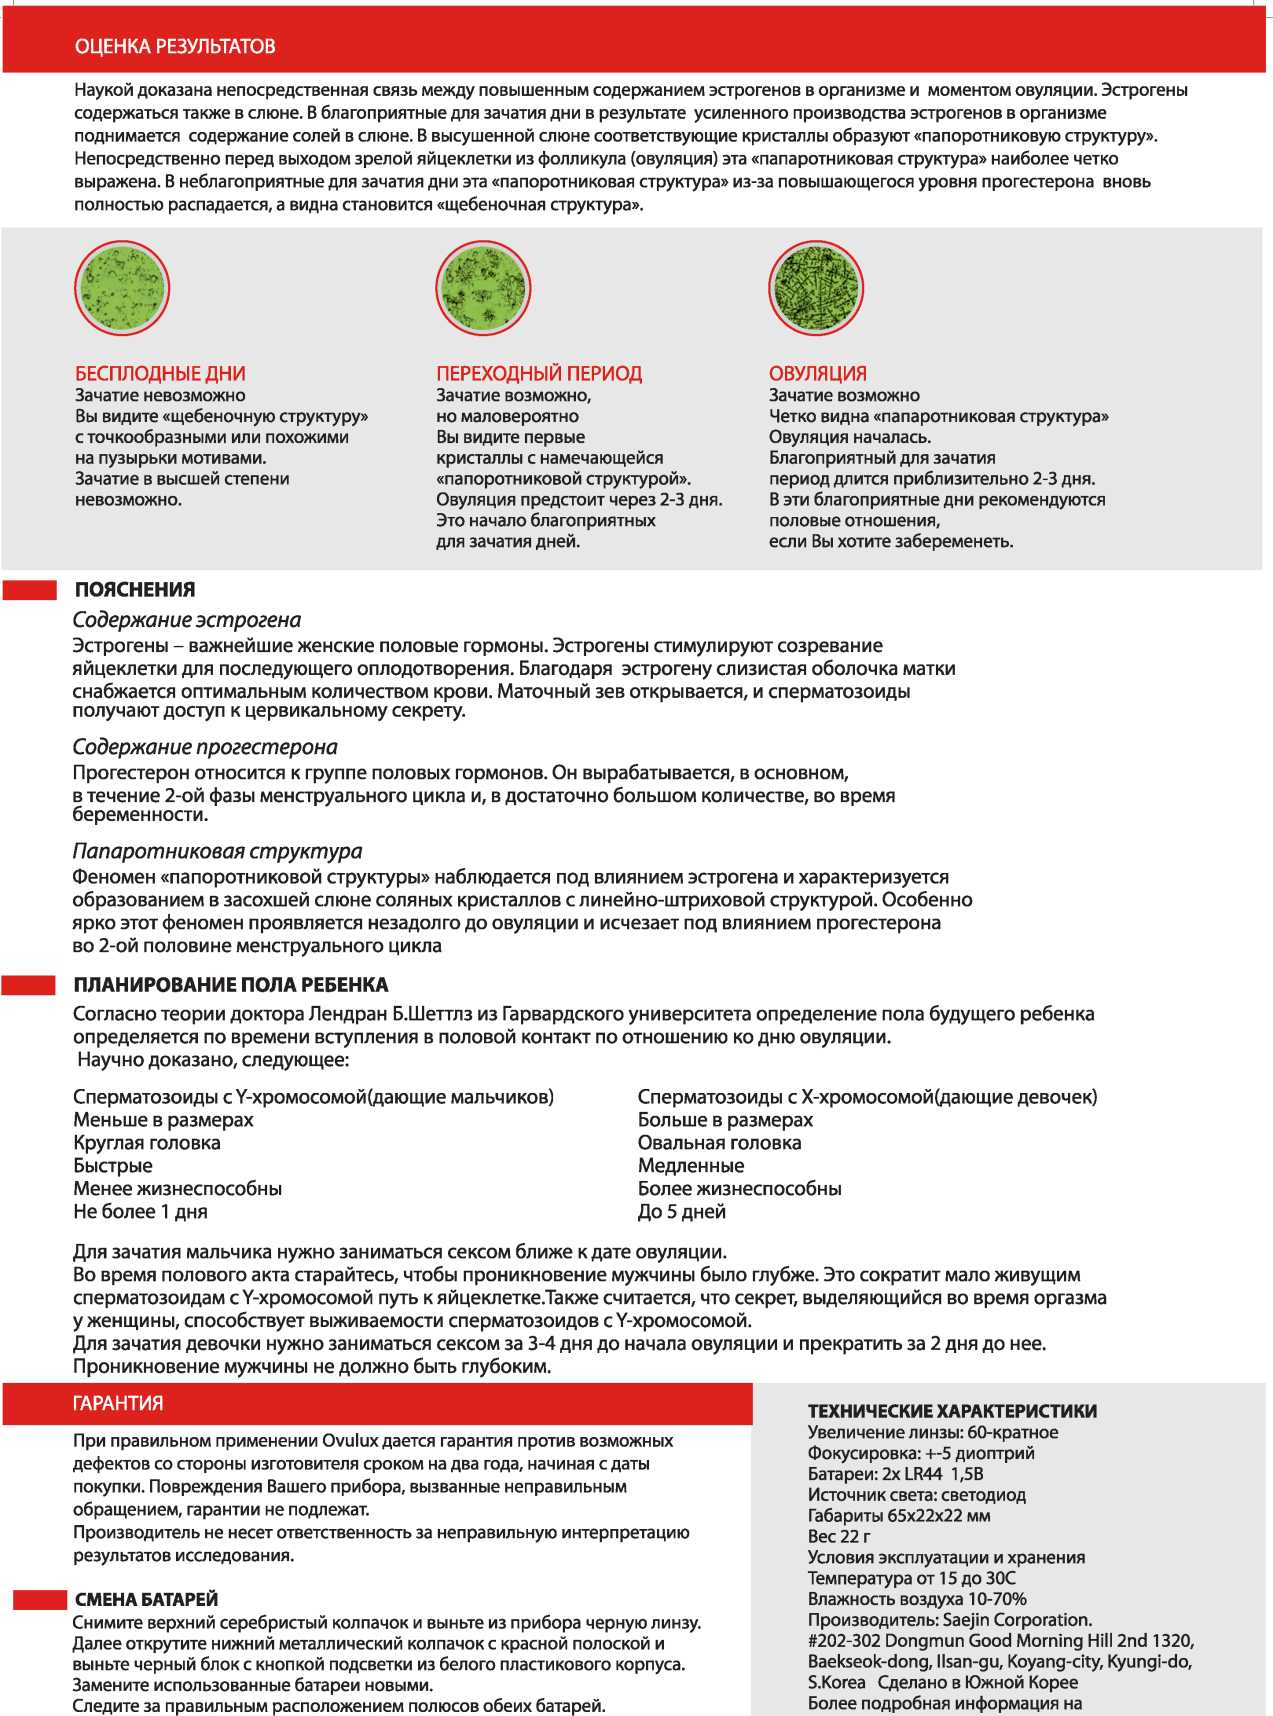 ОЦЕНКА РЕЗУЛЬТАТОВ
Наукой доказана непосредственная связь между повышенным содержанием эстрогенов в организме и моментом овуляции. Эстрогены
содержаться также в слюне. В благоприятные для зачатия дни в результате усиленного производства эстрогенов в организме
поднимается содержание солей в слюне. В высушенной слюне соответствующие кристаллы образуют «папоротниковую структуру».
Непосредственно перед выходом зрелой яйцеклетки из фолликула (овуляция) эта «папаротниковая структура» наиболее четко
выражена. В неблагоприятные для зачатия дни эта «папоротниковая структура» из-за повышающегося уровня прогестерона вновь
полностью распадается, а видна становится «щебеночная структура».
БЕСПЛОДНЫЕ ДНИ
Зачатие невозможно
Вы видите «щебеночную структуру»
с точкообразными или похожими
на пузырьки мотивами.
Зачатие в высшей степени
невозможно.
ПЕРЕХОДНЫЙ ПЕРИОД
Зачатие возможно,
но маловероятно
Вы видите первые
кристаллы с намечающейся
«папоротниковой структурой».
Овуляция предстоит через 2-3 дня.
Это начало благоприятных
для зачатия дней.
ОВУЛЯЦИЯ
Зачатие возможно
Четко видна «папаротниковая структура»
Овуляция началась.
Благоприятный для зачатия
период длится приблизительно 2-3 дня.
В эти благоприятные дни рекомендуются
половые отношения,
если Вы хотите забеременеть.
ПОЯСНЕНИЯ
Содержание эстрогена
Эстрогены – важнейшие женские половые гормоны. Эстрогены стимулируют созревание
яйцеклетки для последующего оплодотворения. Благодаря эстрогену слизистая оболочка матки
снабжается оптимальным количеством крови. Маточный зев открывается, и сперматозоиды
получают доступ к цервикальному секрету.
Содержание прогестерона
Прогестерон относится к группе половых гормонов. Он вырабатывается, в основном,
в течение 2-ой фазы менструального цикла и, в достаточно большом количестве, во время
беременности.
Папаротниковая структура
Феномен «папоротниковой структуры» наблюдается под влиянием эстрогена и характеризуется
образованием в засохшей слюне соляных кристаллов с линейно-штриховой структурой. Особенно
ярко этот феномен проявляется незадолго до овуляции и исчезает под влиянием прогестерона
во 2-ой половине менструального цикла
ПЛАНИРОВАНИЕ ПОЛА РЕБЕНКА
Согласно теории доктора Лендран Б.Шеттлз из Гарвардского университета определение пола будущего ребенка
определяется по времени вступления в половой контакт по отношению ко дню овуляции.
Научно доказано, следующее:
Сперматозоиды с Y-хромосомой(дающие мальчиков)
Меньше в размерах
Круглая головка
Быстрые
Менее жизнеспособны
Не более 1 дня
Сперматозоиды с X-хромосомой(дающие девочек)
Больше в размерах
Овальная головка
Медленные
Более жизнеспособны
До 5 дней
Для зачатия мальчика нужно заниматься сексом ближе к дате овуляции.
Во время полового акта старайтесь, чтобы проникновение мужчины было глубже. Это сократит мало живущим
сперматозоидам с Y-хромосомой путь к яйцеклетке.Также считается, что секрет, выделяющийся во время оргазма
у женщины, способствует выживаемости сперматозоидов с Y-хромосомой.
Для зачатия девочки нужно заниматься сексом за 3-4 дня до начала овуляции и прекратить за 2 дня до нее.
Проникновение мужчины не должно быть глубоким.
ГАРАНТИЯ
При правильном применении Ovulux дается гарантия против возможных
дефектов со стороны изготовителя сроком на два года, начиная с даты
покупки. Повреждения Вашего прибора, вызванные неправильным
обращением, гарантии не подлежат.
Производитель не несет ответственность за неправильную интерпретацию
результатов исследования.
СМЕНА БАТАРЕЙ
Снимите верхний серебристый колпачок и выньте из прибора черную линзу.
Далее открутите нижний металлический колпачок с красной полоской и
выньте черный блок с кнопкой подсветки из белого пластикового корпуса.
Замените использованные батареи новыми.
Следите за правильным расположением полюсов обеих батарей.
ТЕХНИЧЕСКИЕ ХАРАКТЕРИСТИКИ
Увеличение линзы: 60-кратное
Фокусировка: +-5 диоптрий
Батареи: 2х LR44 1,5В
Источник света: светодиод
Габариты 65х22х22 мм
Вес 22 г
Условия эксплуатации и хранения
Температура от 15 до 30С
Влажность воздуха 10-70%
Производитель: Saejin Corporation.
#202-302 Dongmun Good Morning Hill 2nd 1320,
Baekseok-dong, Ilsan-gu, Koyang-city, Kyungi-do,
S.Korea Сделано в Южной Корее
Более подробная информация на